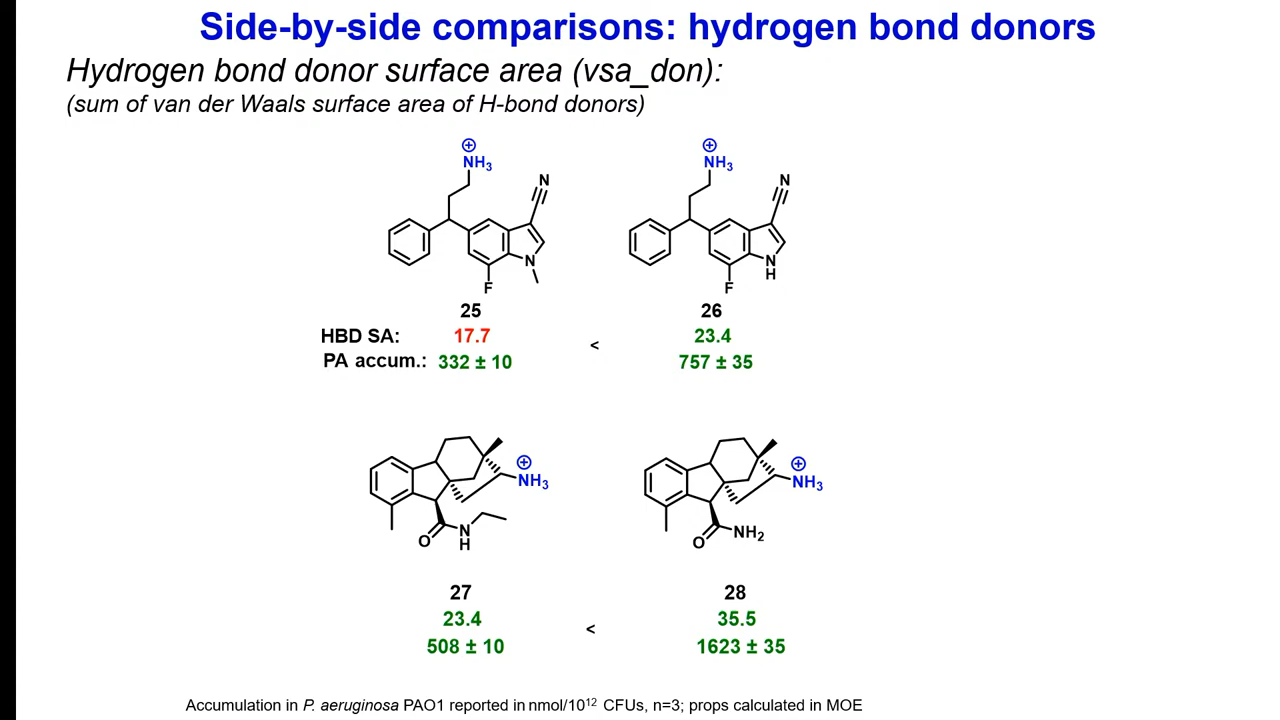 Side-by-side comparisons: hydrogen bond donors
Hydrogen bond donor surface area (vsa_don):
(sum of van der Waals surface area of H-bond donors)
⊕ ⊕
NH3 NH3
N N
N N
H
F F
25 26
HBD SA: 17.7 < 23.4
PA accum.: 332 ± 10 757 ± 35
⊕ ⊕
NH3 NH3
O N H O NH2
27 28
23.4 < 35.5
508 ± 10 1623 ± 35
Accumulation in P. aeruginosa PAO1 reported in nmol/10¹² CFUs, n=3; props calculated in MOE